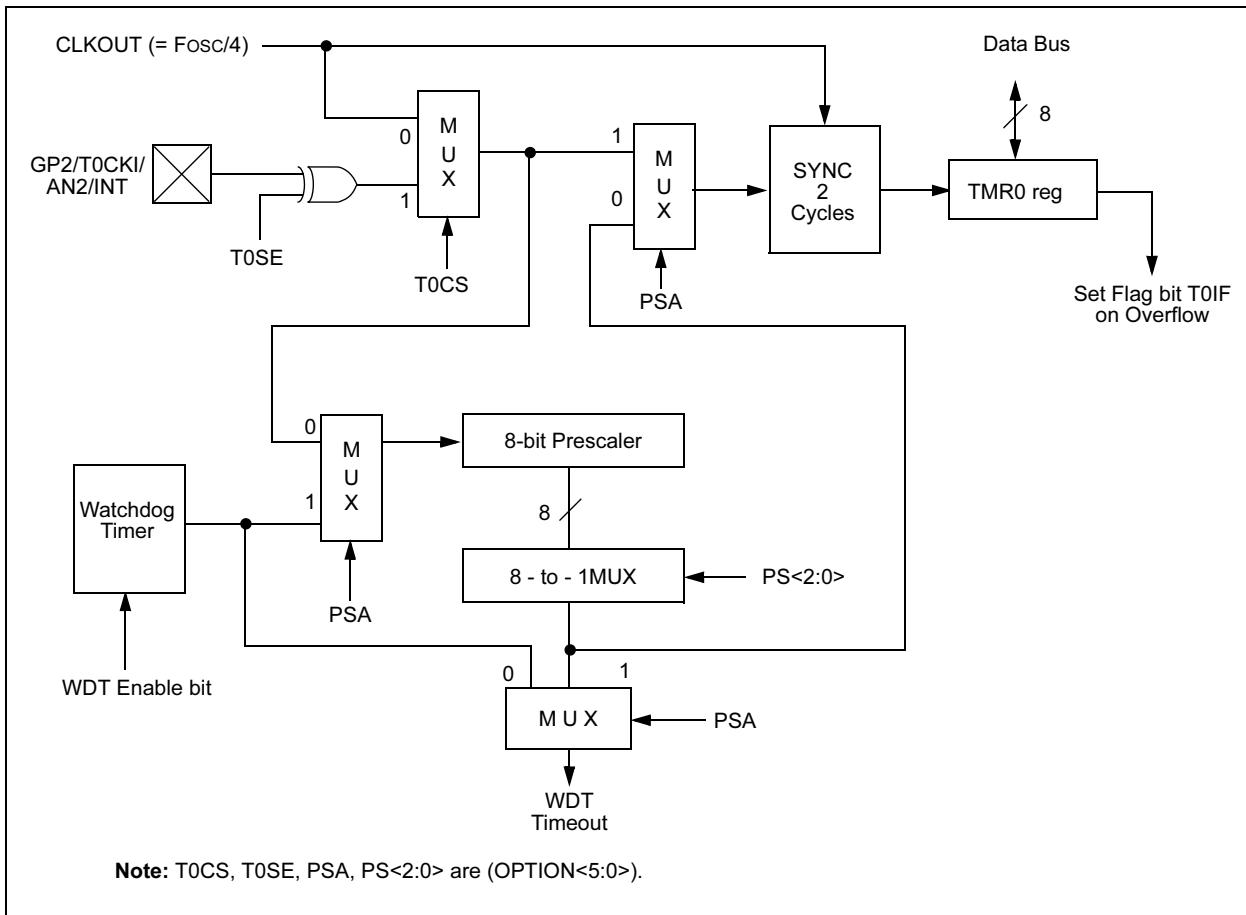 CLKOUT (= FOSC/4)
Data Bus
8
GP2/T0CKI/
AN2/INT
T0SE
0
1
M
U
X
T0CS
1
0
M
U
X
PSA
SYNC
2
Cycles
TMR0 reg
Set Flag bit T0IF
on Overflow
0
1
M
U
X
PSA
8-bit Prescaler
8
8 - to - 1MUX
PS<2:0>
Watchdog
Timer
WDT Enable bit
0
1
M U X
PSA
WDT
Timeout
Note: T0CS, T0SE, PSA, PS<2:0> are (OPTION<5:0>).